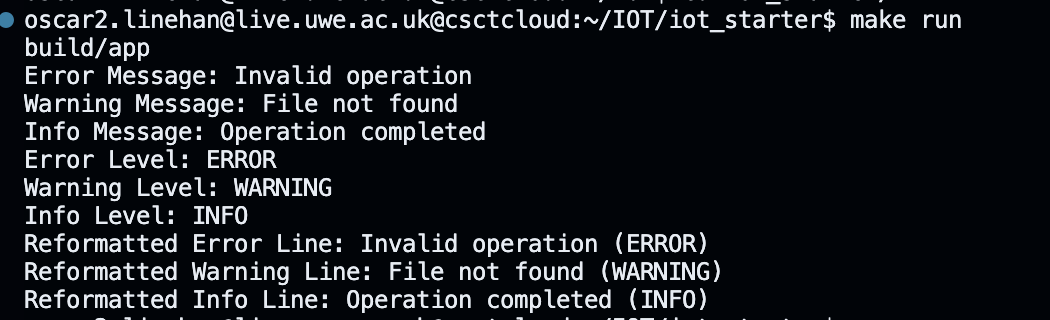 oscar2.linehan@live.uwe.ac.uk@csctcloud:~/IOT/iot_starter$ make run
build/app
Error Message: Invalid operation
Warning Message: File not found
Info Message: Operation completed
Error Level: ERROR
Warning Level: WARNING
Info Level: INFO
Reformatted Error Line: Invalid operation (ERROR)
Reformatted Warning Line: File not found (WARNING)
Reformatted Info Line: Operation completed (INFO)